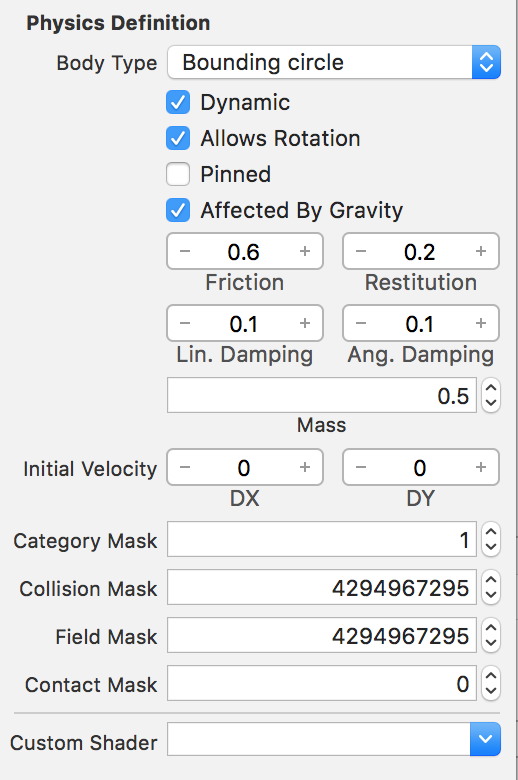 Physics Definition
Body Type Bounding circle
Dynamic
Allows Rotation
Pinned
Affected By Gravity
− 0.6 + − 0.2 +
Friction Restitution
− 0.1 + − 0.1 +
Lin. Damping Ang. Damping
0.5
Mass
Initial Velocity − 0 + − 0 +
DX DY
Category Mask 1
Collision Mask 4294967295
Field Mask 4294967295
Contact Mask 0
Custom Shader